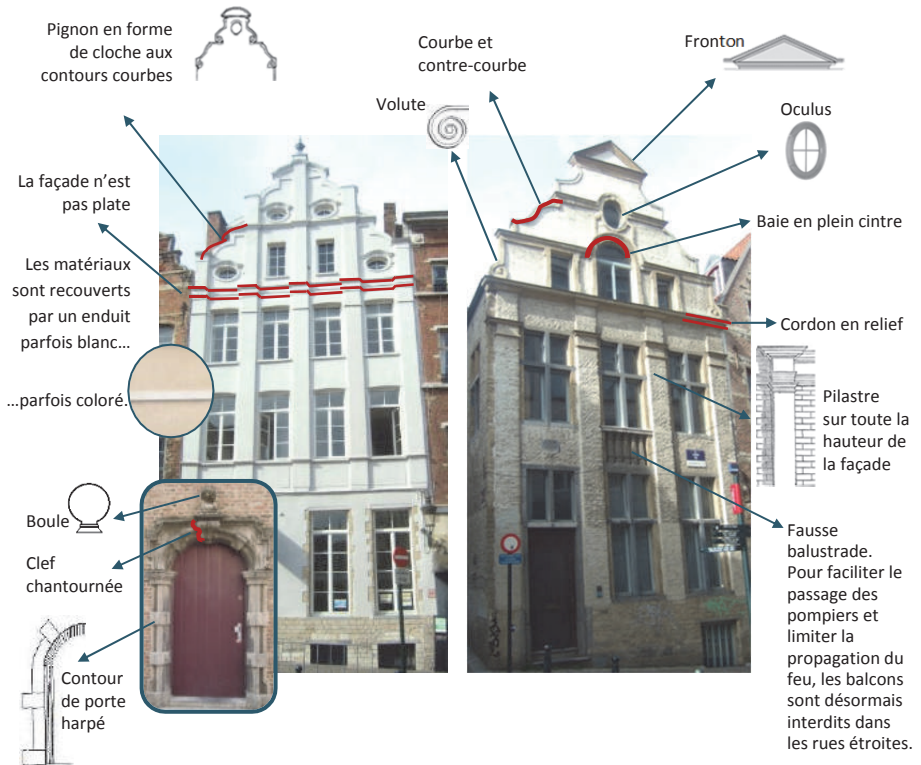 Pignon en forme
de cloche aux
contours courbes
La façade n'est
pas plate
Les matériaux
sont recouverts
par un enduit
parfois blanc...
...parfois coloré.
Boule
Clef
chantournée
Contour
de porte
harpé
Courbe et
contre-courbe
Volute
Fronton
Oculus
Baie en plein cintre
Cordon en relief
Pilastre
sur toute la
hauteur de
la façade
Fausse
balustrade.
Pour faciliter le
passage des
pompiers et
limiter la
propagation du
feu, les balcons
sont désormais
interdits dans
les rues étroites.